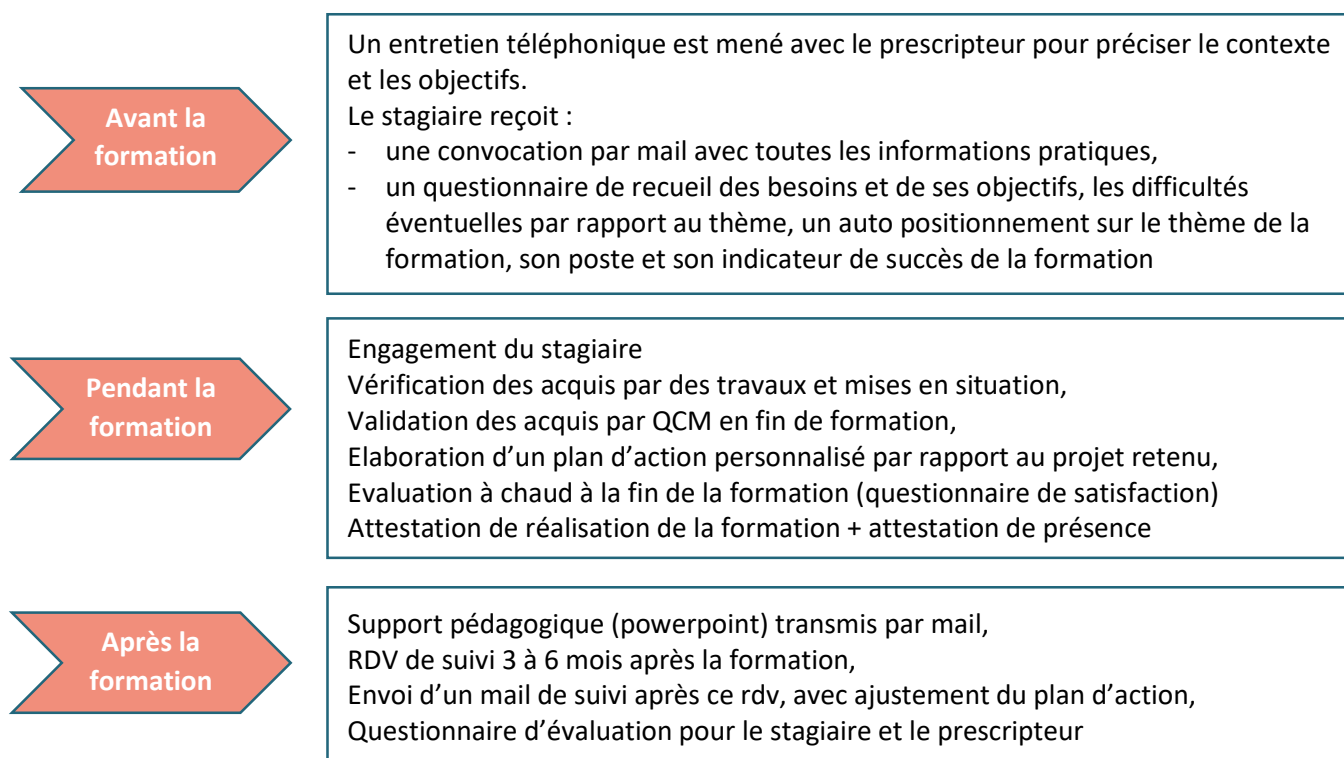 Avant la
formation
Un entretien téléphonique est mené avec le prescripteur pour préciser le contexte
et les objectifs.
Le stagiaire reçoit :
- une convocation par mail avec toutes les informations pratiques,
- un questionnaire de recueil des besoins et de ses objectifs, les difficultés
éventuelles par rapport au thème, un auto positionnement sur le thème de la
formation, son poste et son indicateur de succès de la formation
Pendant la
formation
Engagement du stagiaire
Vérification des acquis par des travaux et mises en situation,
Validation des acquis par QCM en fin de formation,
Elaboration d’un plan d’action personnalisé par rapport au projet retenu,
Evaluation à chaud à la fin de la formation (questionnaire de satisfaction)
Attestation de réalisation de la formation + attestation de présence
Après la
formation
Support pédagogique (powerpoint) transmis par mail,
RDV de suivi 3 à 6 mois après la formation,
Envoi d’un mail de suivi après ce rdv, avec ajustement du plan d’action,
Questionnaire d’évaluation pour le stagiaire et le prescripteur